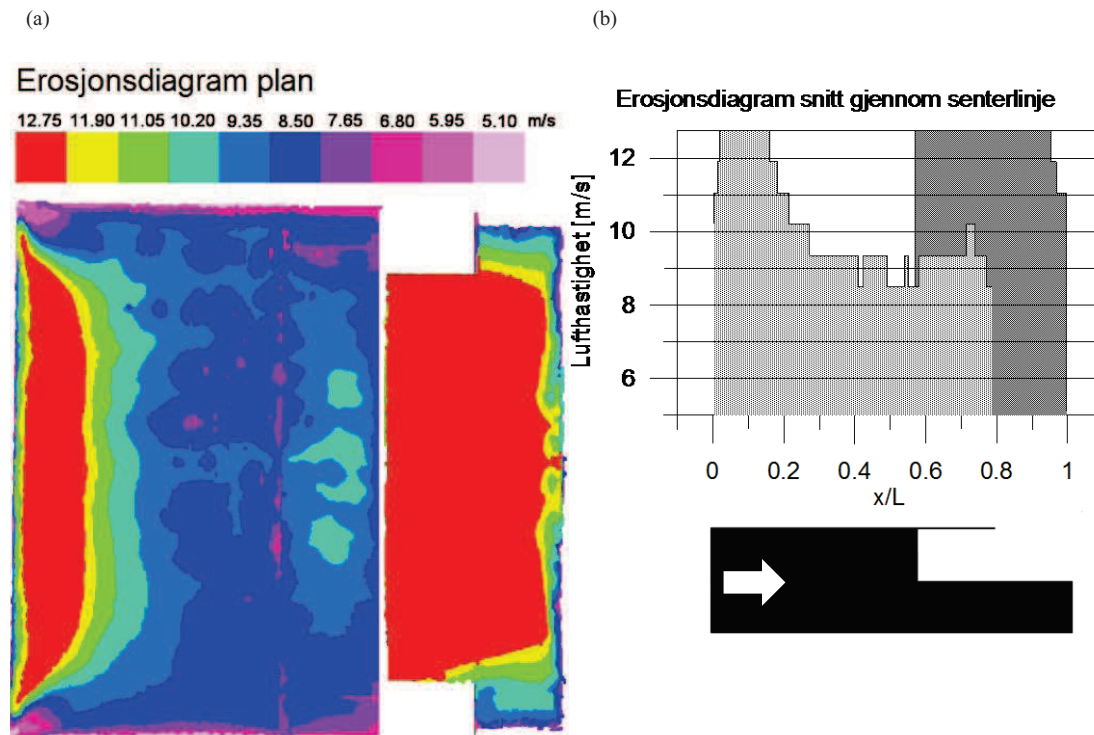 (a)
(b)
Erosjonsdiagram plan
12.75 11.90 11.05 10.20 9.35 8.50 7.65 6.80 5.95 5.10 m/s
Erosjonsdiagram snitt gjennom senterlinje
Lufthastighet [m/s]
12
10
8
6
0 0.2 0.4 0.6 0.8 1
x/L